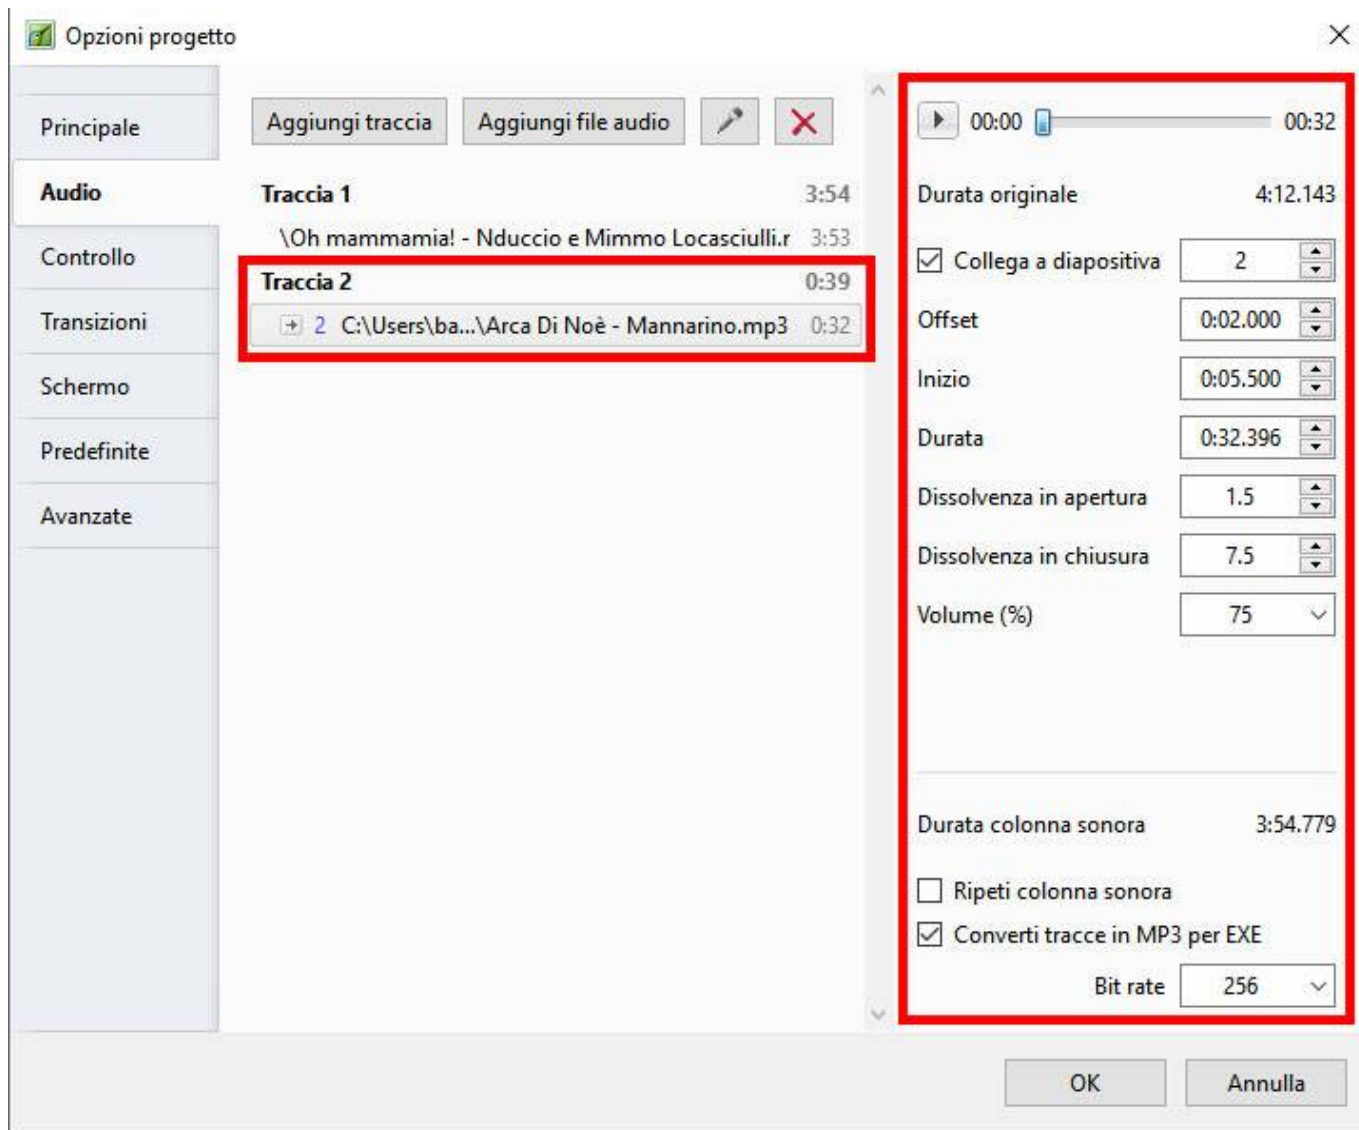 Opzioni progetto
Principale
Audio
Controllo
Transizioni
Schermo
Predefinite
Avanzate
Aggiungi traccia Aggiungi file audio
Traccia 1 3:54
\Oh mammamia! - Nduccio e Mimmo Locasciulli.r 3:53
Traccia 2 0:39
2 C:\Users\ba...\Arca Di Noè - Mannarino.mp3 0:32
00:00 00:32
Durata originale 4:12.143
Collega a diapositiva 2
Offset 0:02.000
Inizio 0:05.500
Durata 0:32.396
Dissolvenza in apertura 1.5
Dissolvenza in chiusura 7.5
Volume (%) 75
Durata colonna sonora 3:54.779
Ripeti colonna sonora
Converti tracce in MP3 per EXE
Bit rate 256
OK Annulla